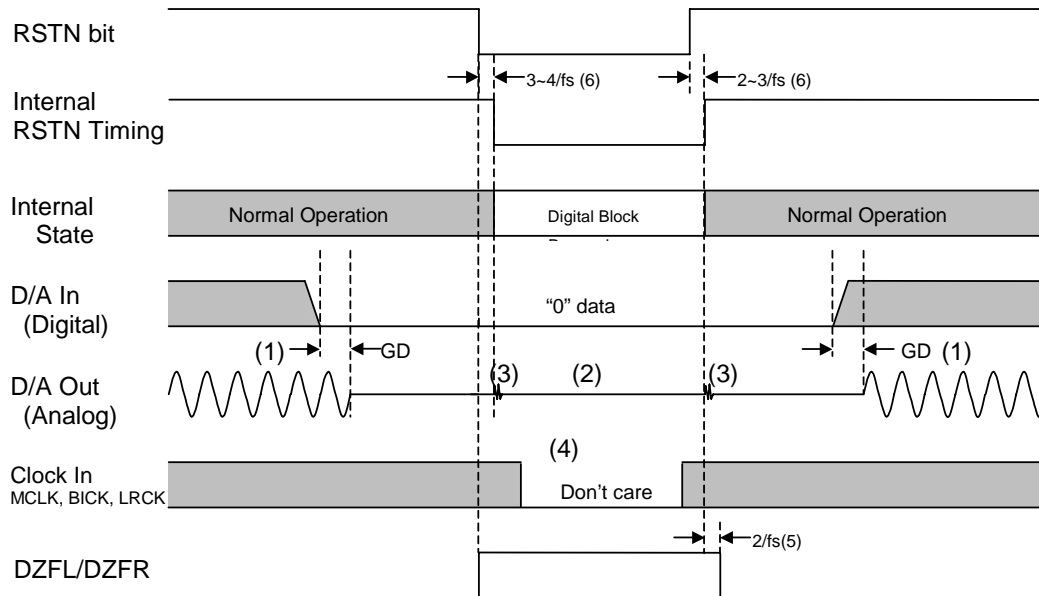 RSTN bit
3~4/fs (6)
2~3/fs (6)
Internal
RSTN Timing
Internal
State
Normal Operation
Digital Block
Normal Operation
D/A In
(Digital)
“0” data
(1)
GD
GD
(1)
D/A Out
(Analog)
(3)
(2)
(3)
(4)
Clock In
MCLK, BICK, LRCK
Don’t care
2/fs(5)
DZFL/DZFR